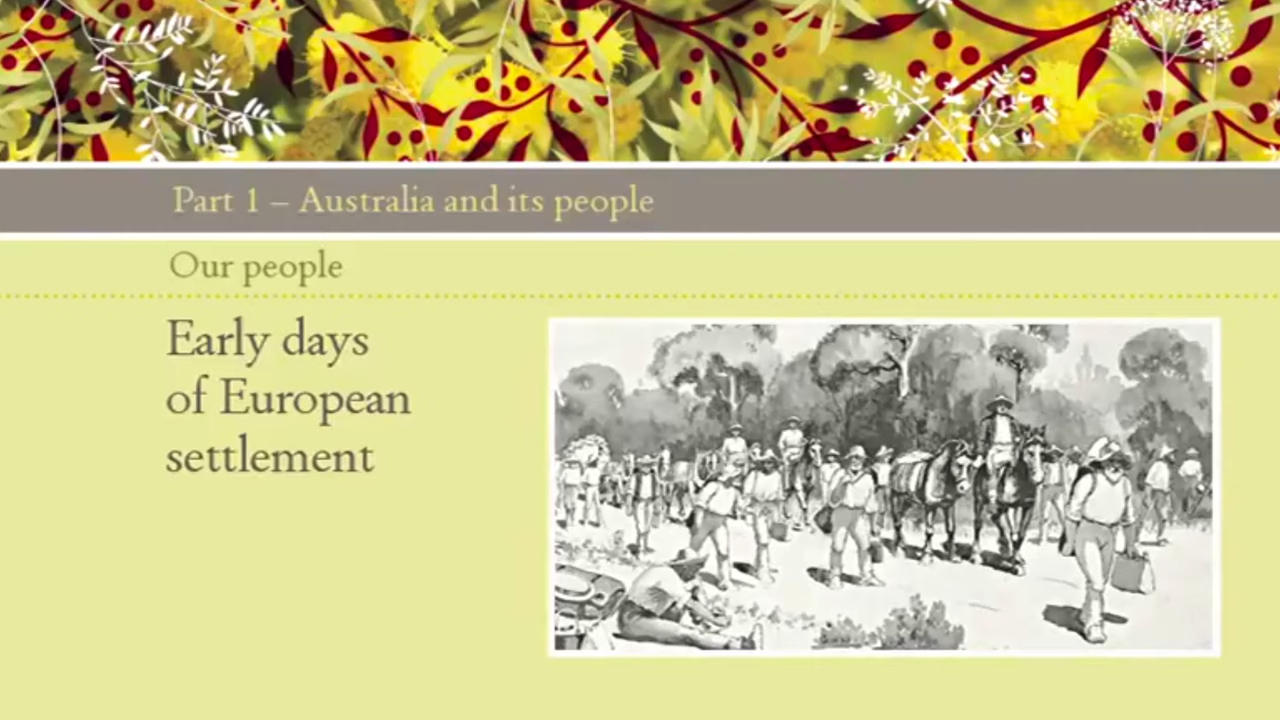 Part 1 – Australia and its people
Our people
Early days
of European
settlement